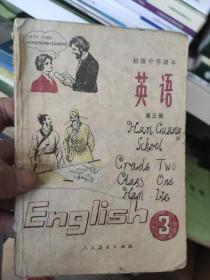 初级中学课本
英语
第三册
Han Guang
School
Grade Two
Class One
English 3
人民教育出版社